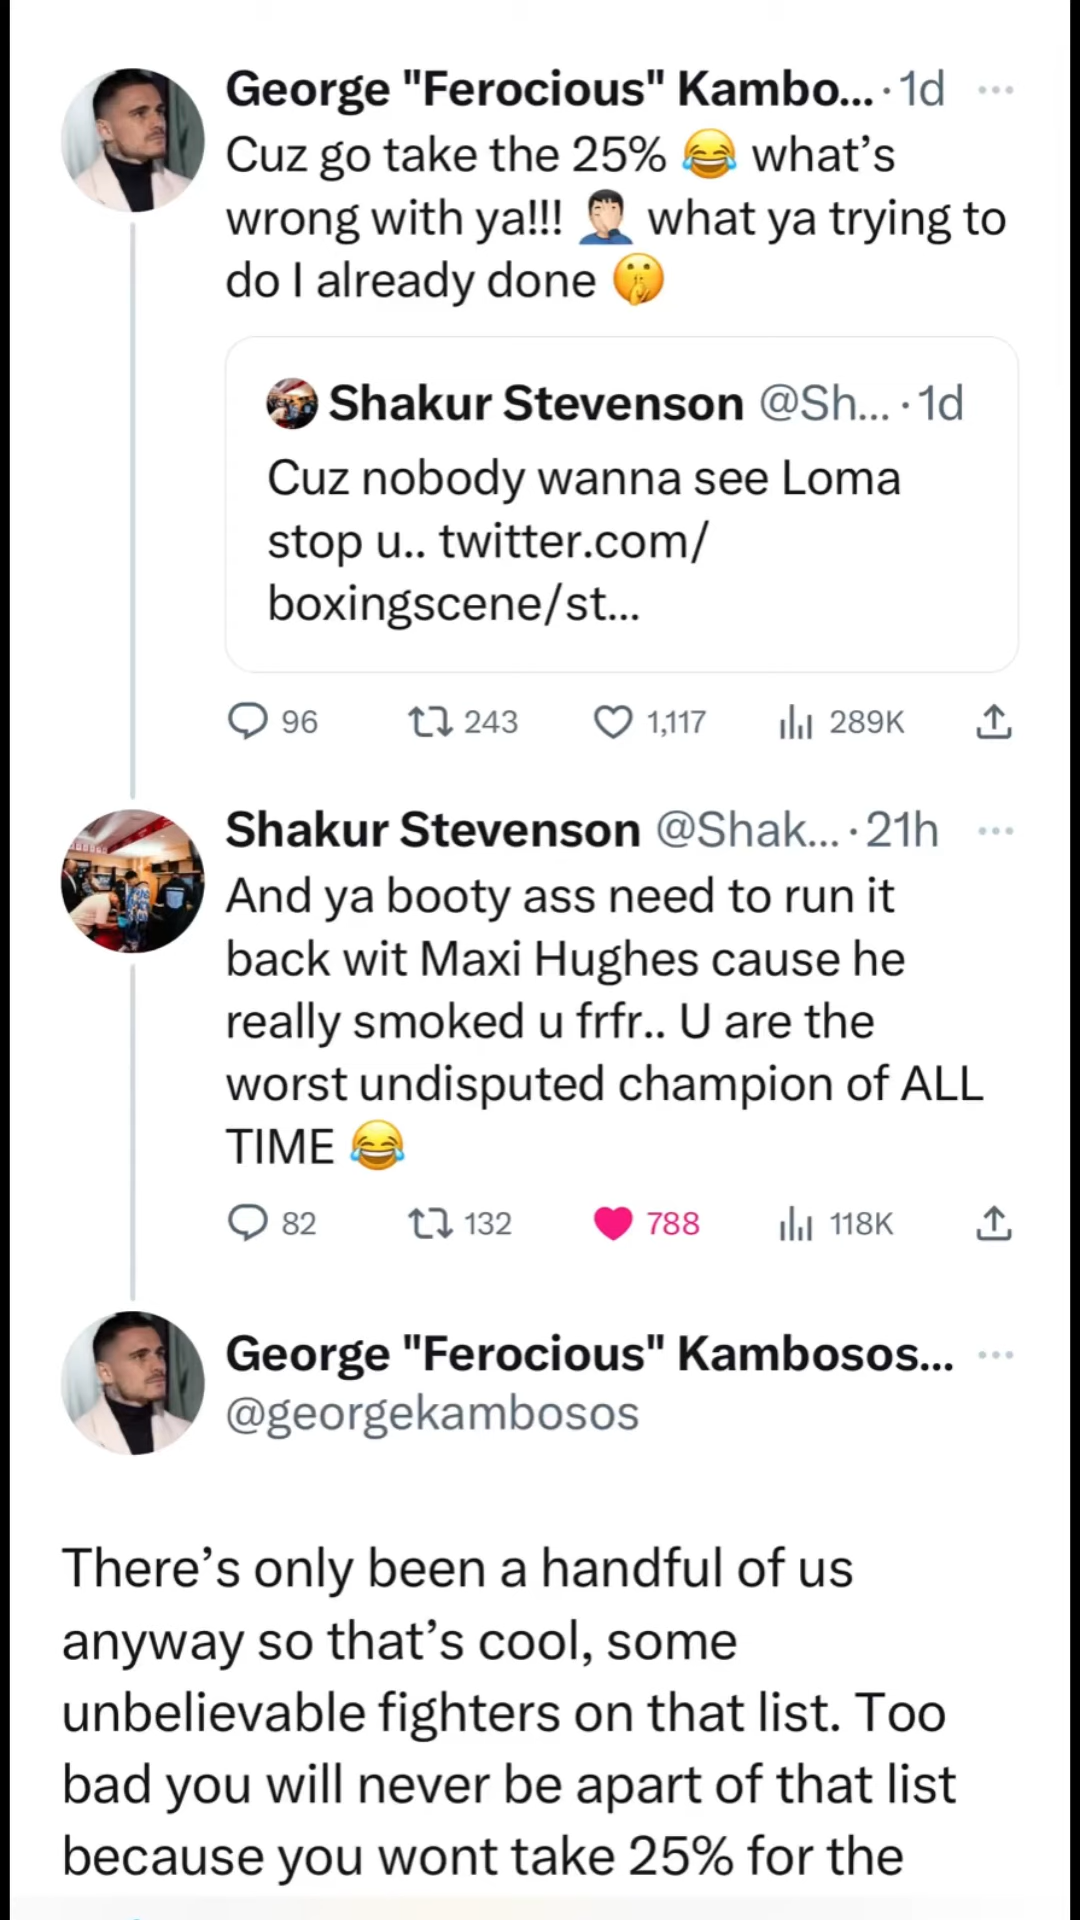 George "Ferocious" Kambo... · 1d
Cuz go take the 25% 😂 what’s
wrong with ya!!! 🤦🏻‍♂️ what ya trying to
do I already done 🤫
Shakur Stevenson @Sh... · 1d
Cuz nobody wanna see Loma
stop u.. twitter.com/
boxingscene/st...
96 243 1,117 289K
Shakur Stevenson @Shak... · 21h
And ya booty ass need to run it
back wit Maxi Hughes cause he
really smoked u frfr.. U are the
worst undisputed champion of ALL
TIME 😂
82 132 788 118K
George "Ferocious" Kambosos...
@georgekambosos
There’s only been a handful of us
anyway so that’s cool, some
unbelievable fighters on that list. Too
bad you will never be apart of that list
because you wont take 25% for the